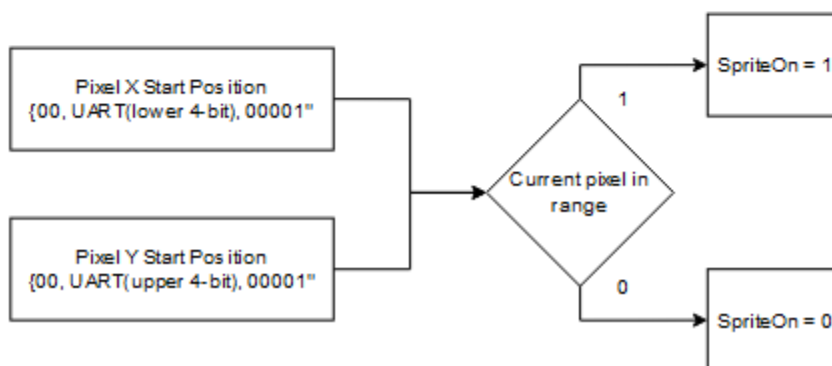 Pixel X Start Position
{00, UART(lower 4-bit), 00001"
SpriteOn = 1
1
Current pixel in
range
Pixel Y Start Position
{00, UART(upper 4-bit), 00001"
0
SpriteOn = 0